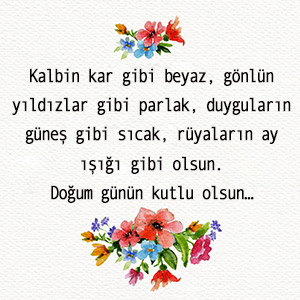 Kalbin kar gibi beyaz, gönlün
yıldızlar gibi parlak, duyguların
güneş gibi sıcak, rüyaların ay
ışığı gibi olsun.
Doğum günün kutlu olsun…